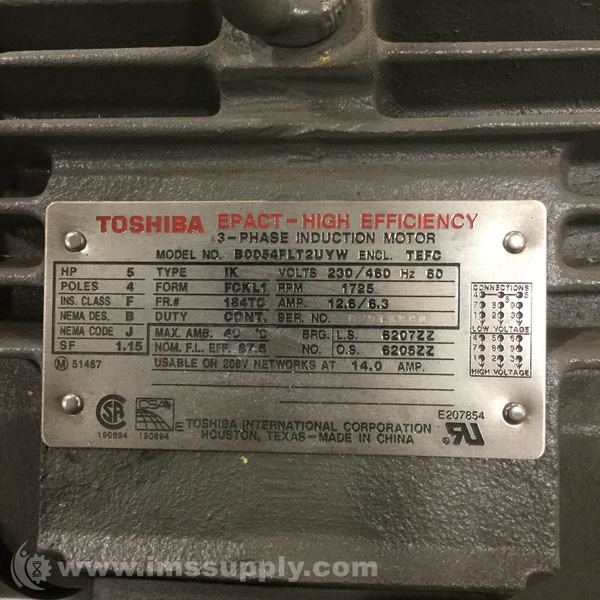 TOSHIBA EPACT-HIGH EFFICIENCY
3-PHASE INDUCTION MOTOR
MODEL NO. B0054FLT2UYW ENCL. TEFC
HP 5 TYPE IK VOLTS 230/460 Hz 60
POLES 4 FORM FCKL1 RPM 1725
INS. CLASS F FR.# 184TC AMP. 12.6/6.3
NEMA DES. B DUTY CONT. SER. NO.
NEMA CODE J MAX. AMB. 40 °C BRG. L.S. 6207ZZ
SF 1.15 NOM. F.L. EFF. 87.5 NO. O.S. 6205ZZ
M 51467 USABLE ON 208V NETWORKS AT 14.0 AMP.
CONNECTIONS
LOW VOLTAGE
HIGH VOLTAGE
E207854
CSA
190894 190894 E
TOSHIBA INTERNATIONAL CORPORATION
HOUSTON, TEXAS-MADE IN CHINA
www.imssupply.com